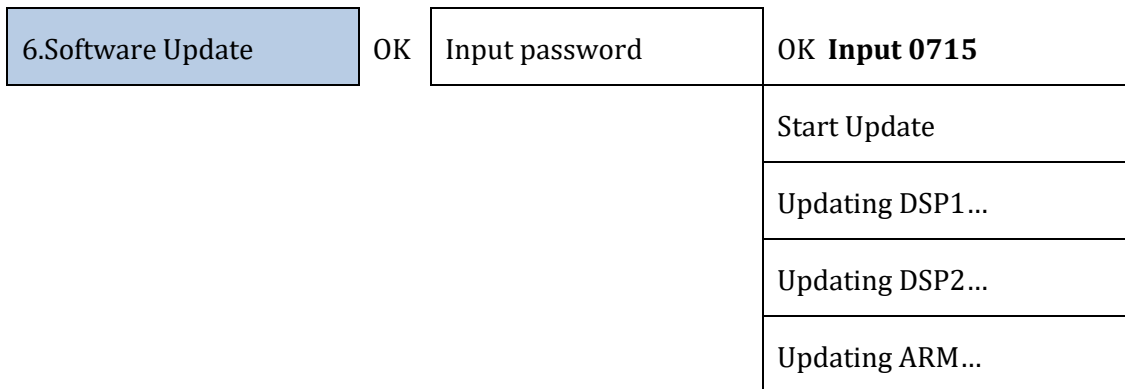 6.Software Update OK Input password OK Input 0715
Start Update
Updating DSP1…
Updating DSP2…
Updating ARM…